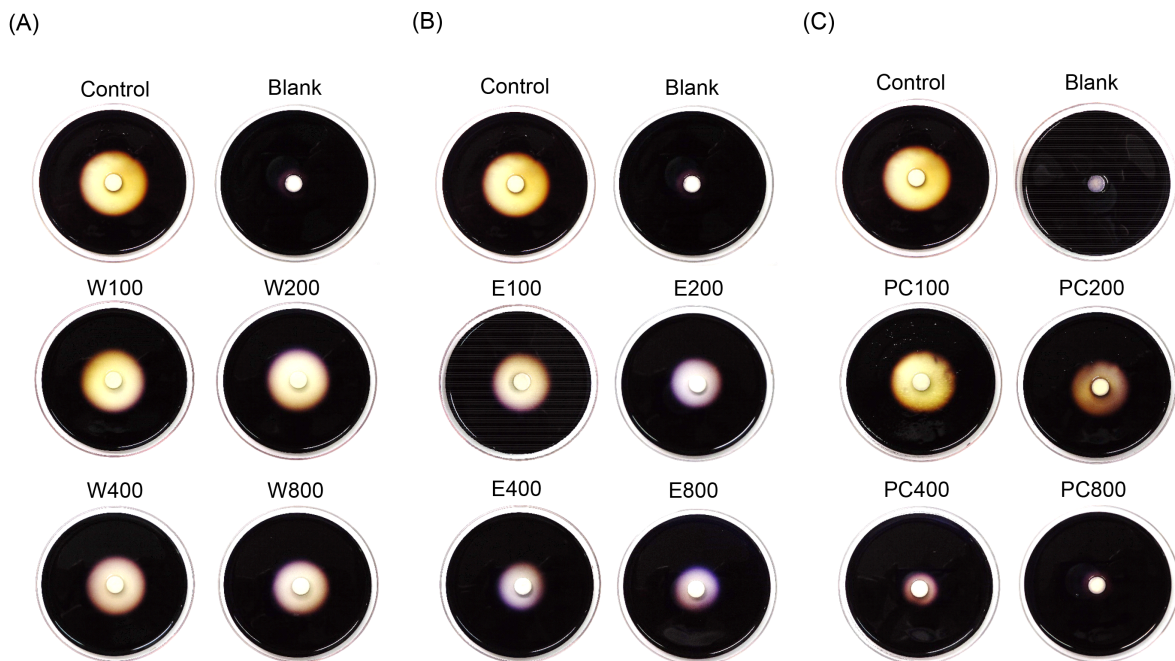 (A)
(B)
(C)
Control Blank
Control Blank
Control Blank
W100 W200
E100 E200
PC100 PC200
W400 W800
E400 E800
PC400 PC800